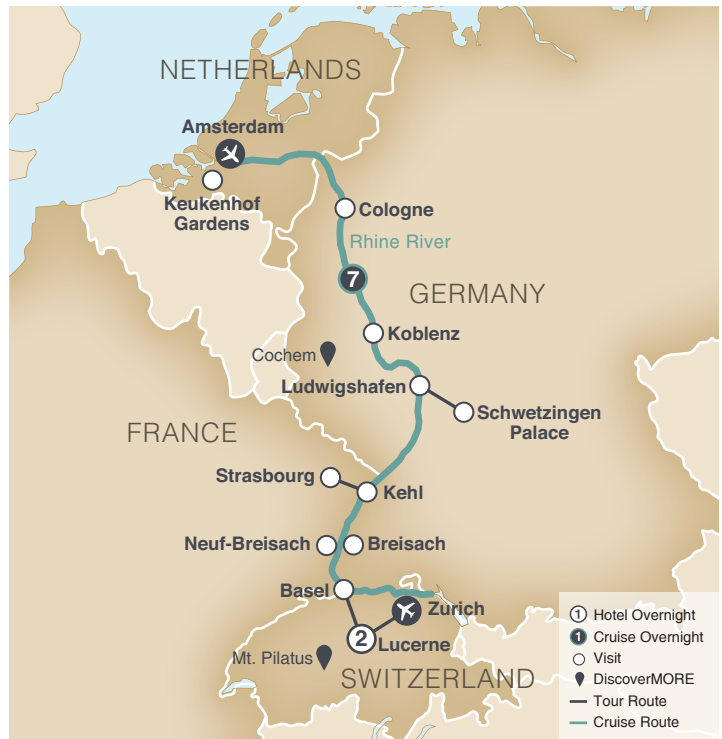 NETHERLANDS
Amsterdam
Keukenhof
Gardens
Cologne
Rhine River
7
GERMANY
Koblenz
Cochem
Ludwigshafen
Schwetzingen
Palace
FRANCE
Strasbourg
Kehl
Neuf-Breisach
Breisach
Basel
Zurich
2
Lucerne
Mt. Pilatus
SWITZERLAND
1 Hotel Overnight
1 Cruise Overnight
Visit
DiscoverMORE
Tour Route
Cruise Route